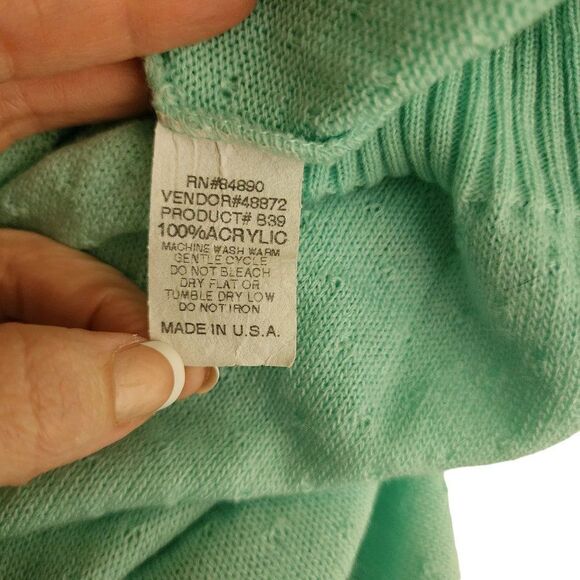 RN#84890
VENDOR#48872
PRODUCT# B39
100%ACRYLIC
MACHINE WASH WARM
GENTLE CYCLE
DO NOT BLEACH
DRY FLAT OR
TUMBLE DRY LOW
DO NOT IRON
MADE IN U.S.A.